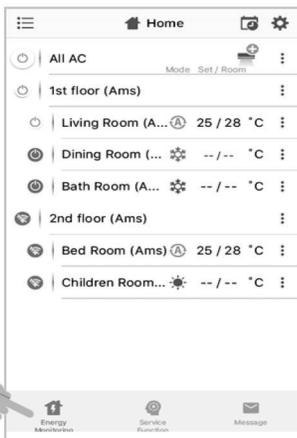 Home
All AC
Mode Set / Room
1st floor (Ams)
Living Room (A... A 25 / 28 °C
Dining Room (... -- / -- °C
Bath Room (A... -- / -- °C
2nd floor (Ams)
Bed Room (Ams) A 25 / 28 °C
Children Room... -- / -- °C
Energy Monitoring
Service Function
Message